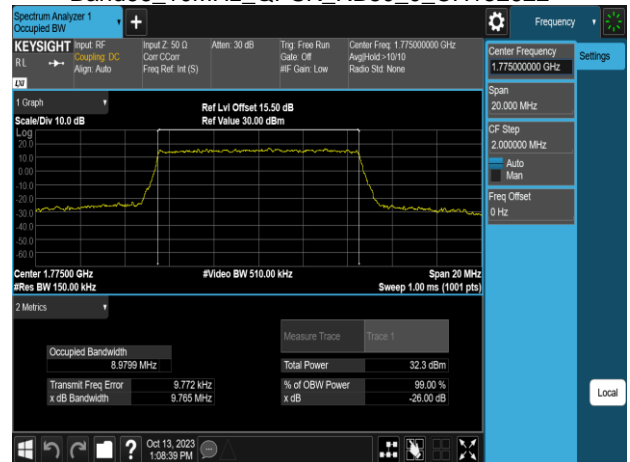 Spectrum Analyzer 1
Occupied BW
Frequency
KEYSIGHT
Input: RF
Input Z: 50 Ω
Atten: 30 dB
Trig: Free Run
Center Freq: 1.775000000 GHz
RL
Coupling: DC
Corr CCorr
Gate: Off
Avg|Hold:>10/10
Align: Auto
Freq Ref: Int (S)
#IF Gain: Low
Radio Std: None
LXI
Center Frequency
1.775000000 GHz
Settings
Span
20.000 MHz
CF Step
2.000000 MHz
Auto
Man
Freq Offset
0 Hz
1 Graph
Ref Lvl Offset 15.50 dB
Scale/Div 10.0 dB
Ref Value 30.00 dBm
Log
20.0
10.0
0.00
-10.0
-20.0
-30.0
-40.0
-50.0
-60.0
Center 1.77500 GHz
#Video BW 510.00 kHz
Span 20 MHz
#Res BW 150.00 kHz
Sweep 1.00 ms (1001 pts)
2 Metrics
Measure Trace
Trace 1
Occupied Bandwidth
8.9799 MHz
Total Power
32.3 dBm
Transmit Freq Error
9.772 kHz
% of OBW Power
99.00 %
x dB Bandwidth
9.765 MHz
x dB
-26.00 dB
Local
Oct 13, 2023
1:08:39 PM